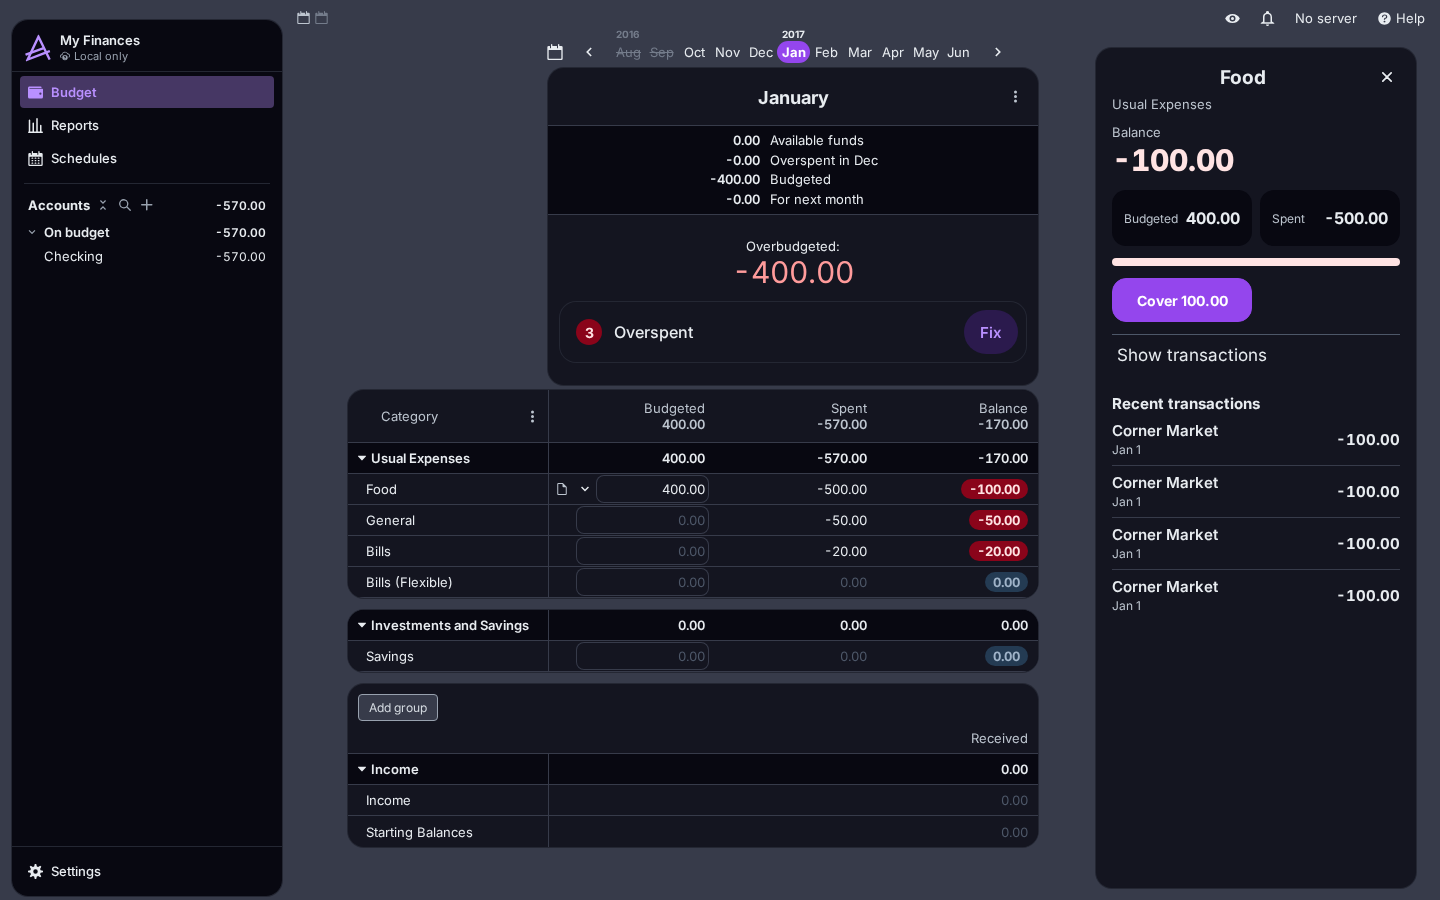 My Finances
Local only
Budget
Reports
Schedules
Accounts -570.00
On budget -570.00
Checking -570.00
Settings
No server
Help
2016 2017
Aug Sep Oct Nov Dec Jan Feb Mar Apr May Jun
January
0.00 Available funds
-0.00 Overspent in Dec
-400.00 Budgeted
-0.00 For next month
Overbudgeted:
-400.00
3 Overspent Fix
Category Budgeted Spent Balance
400.00 -570.00 -170.00
Usual Expenses 400.00 -570.00 -170.00
Food 400.00 -500.00 -100.00
General 0.00 -50.00 -50.00
Bills 0.00 -20.00 -20.00
Bills (Flexible) 0.00 0.00 0.00
Investments and Savings 0.00 0.00 0.00
Savings 0.00 0.00 0.00
Add group
Received
Income 0.00
Income 0.00
Starting Balances 0.00
Food
Usual Expenses
Balance
-100.00
Budgeted 400.00 Spent -500.00
Cover 100.00
Show transactions
Recent transactions
Corner Market -100.00
Jan 1
Corner Market -100.00
Jan 1
Corner Market -100.00
Jan 1
Corner Market -100.00
Jan 1